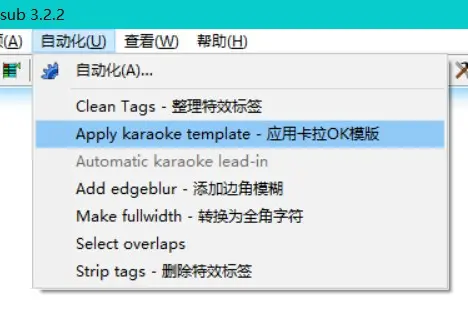 sub 3.2.2
(A) 自动化(U) 查看(W) 帮助(H)
自动化(A)...
Clean Tags - 整理特效标签
Apply karaoke template - 应用卡拉OK模版
Automatic karaoke lead-in
Add edgeblur - 添加边角模糊
Make fullwidth - 转换为全角字符
Select overlaps
Strip tags - 删除特效标签